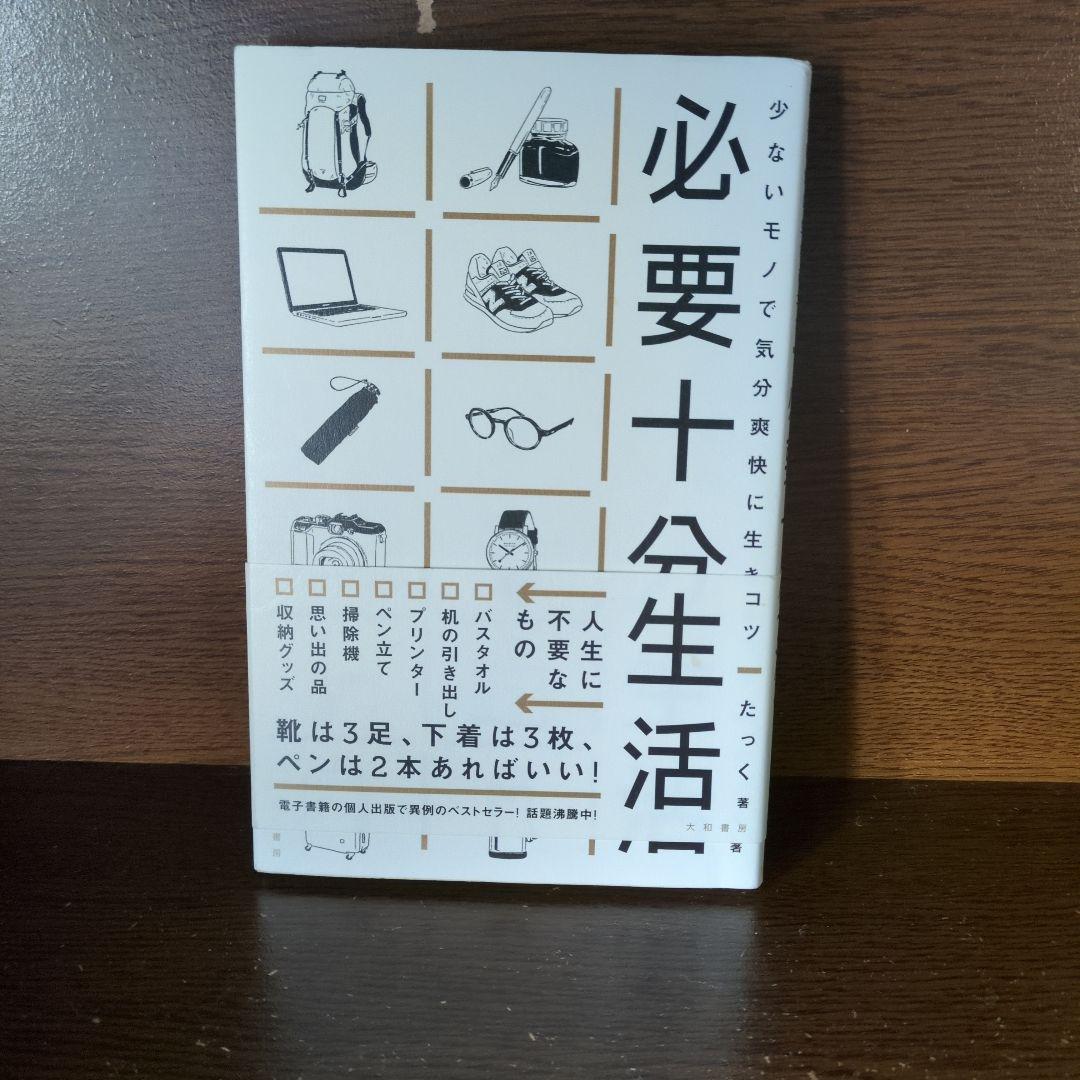 必要十分生活
少ないモノで気分爽快に生き
コツ
たっく 著
大和書房
人生に
不要な
もの
バスタオル
机の引き出し
プリンター
ペン立て
掃除機
思い出の品
収納グッズ
靴は3足、下着は3枚、
ペンは2本あればいい!
電子書籍の個人出版で異例のベストセラー! 話題沸騰中!
著
書房
N